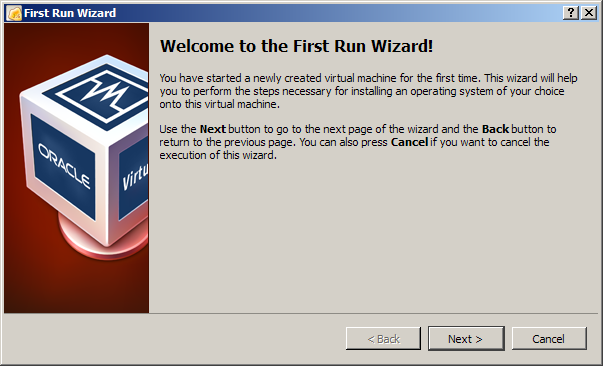 First Run Wizard
Welcome to the First Run Wizard!
You have started a newly created virtual machine for the first time. This wizard will help
you to perform the steps necessary for installing an operating system of your choice
onto this virtual machine.
Use the Next button to go to the next page of the wizard and the Back button to
return to the previous page. You can also press Cancel if you want to cancel the
execution of this wizard.
ORACLE
Virtu
< Back
Next >
Cancel